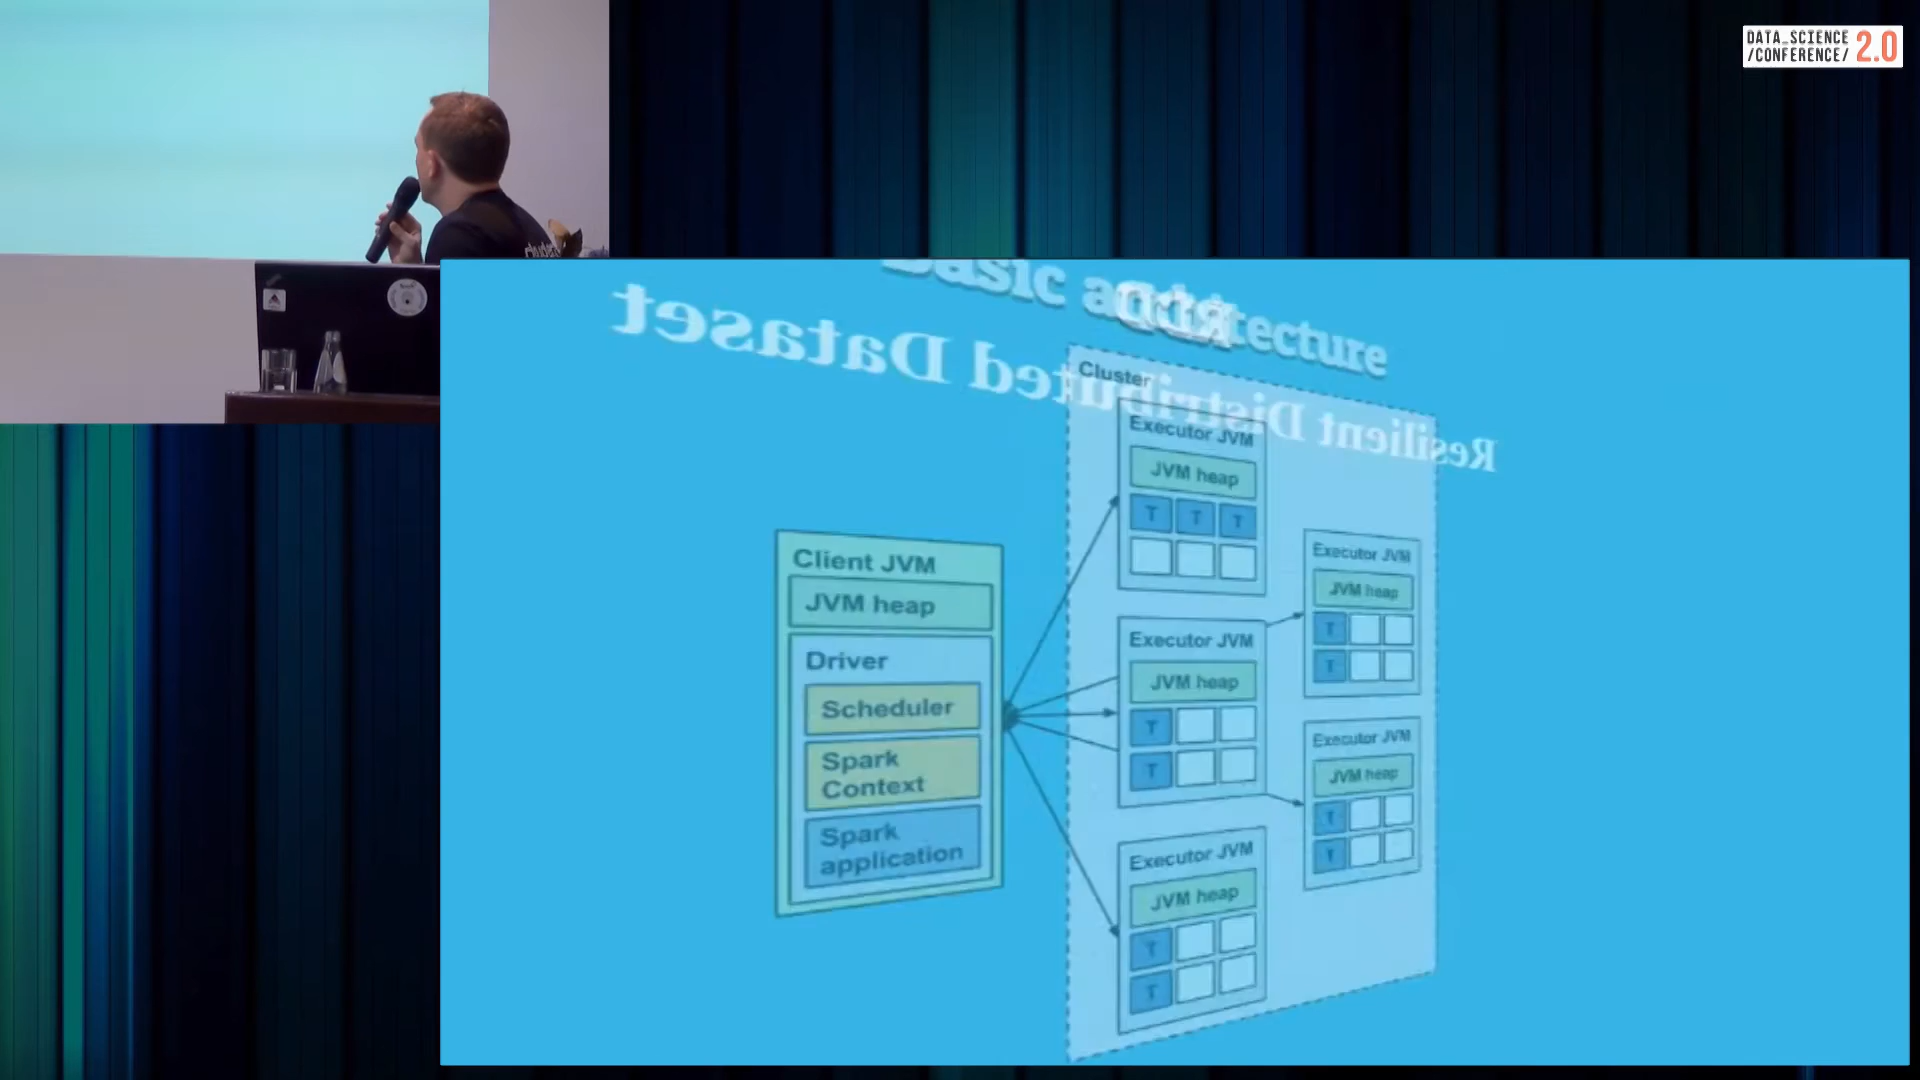 DATA_SCIENCE
/CONFERENCE/ 2.0
Basic architecture
RDD
Resilient Distributed Dataset
Cluster
Client JVM
JVM heap
Driver
Scheduler
Spark
Context
Spark
application
Executor JVM
JVM heap
T T T
Executor JVM
JVM heap
T
T
Executor JVM
JVM heap
T
T
Executor JVM
JVM heap
T
T
Executor JVM
JVM heap
T
T